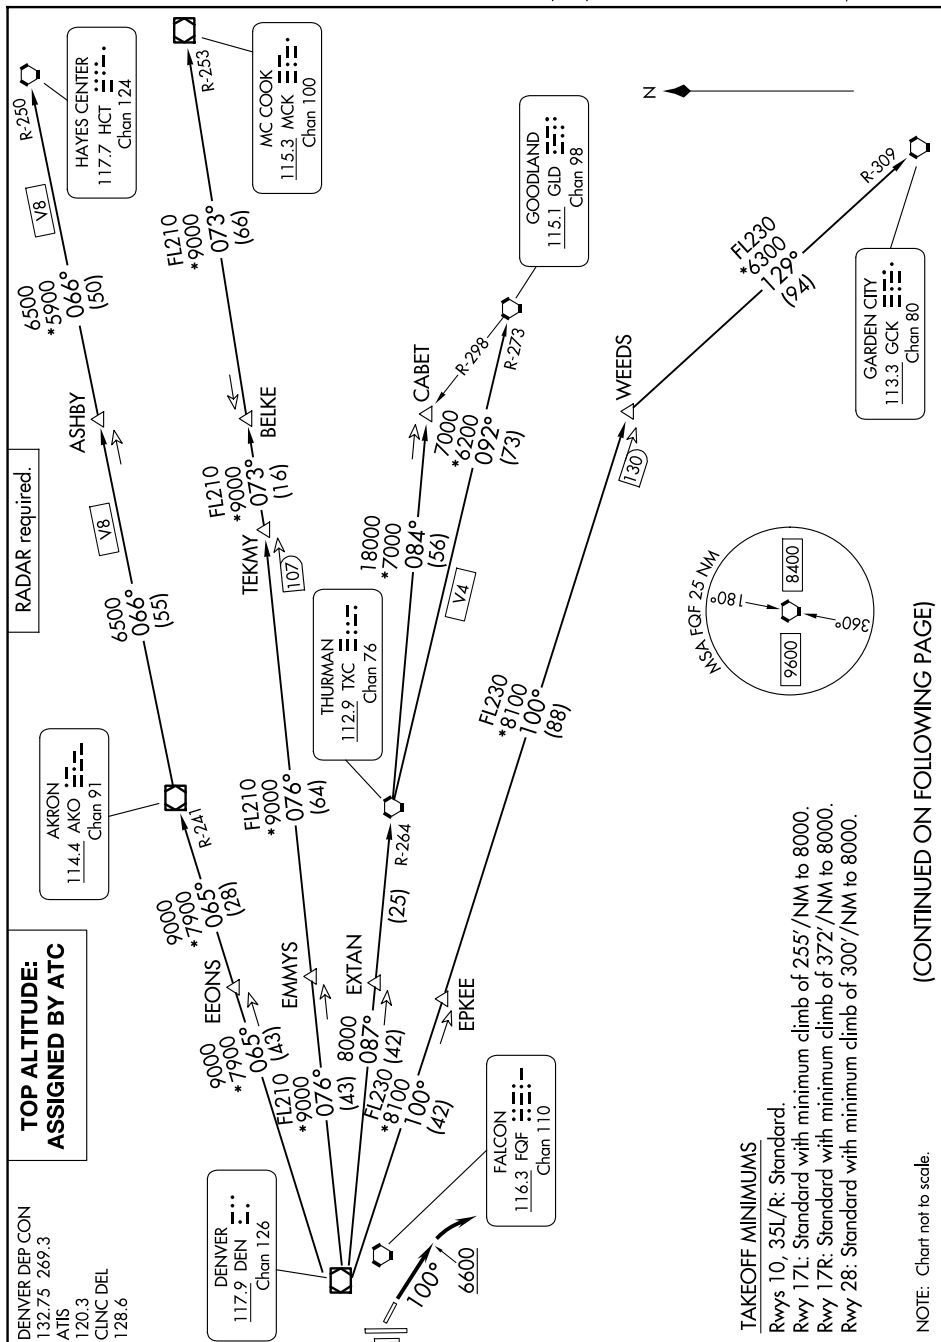 DENVER DEP CON
132.75 269.3
ATIS
120.3
CLNC DEL
128.6
TOP ALTITUDE:
ASSIGNED BY ATC
RADAR required.
DENVER
117.9 DEN
Chan 126
FALCON
116.3 FQF
Chan 110
100°
6600
9000
*7900
065°
(43)
EEONS
9000
*7900
065°
(28)
R-241
AKRON
114.4 AKO
Chan 91
6500
066°
(55)
V8
ASHBY
6500
*5900
066°
(50)
V8
R-250
HAYES CENTER
117.7 HCT
Chan 124
FL210
*9000
076°
(43)
EMMYS
FL210
*9000
076°
(64)
107
TEKMY
FL210
*9000
073°
(16)
BELKE
FL210
*9000
073°
(66)
R-253
MC COOK
115.3 MCK
Chan 100
8000
087°
(42)
EXTAN
(25)
R-264
THURMAN
112.9 TXC
Chan 76
18000
*7000
084°
(56)
CABET
R-298
V4
7000
*6200
092°
(73)
R-273
GOODLAND
115.1 GLD
Chan 98
FL230
*8100
100°
(42)
EPKEE
FL230
*8100
100°
(88)
130
WEEDS
FL230
*6300
129°
(94)
R-309
GARDEN CITY
113.3 GCK
Chan 80
N
MSA FQF 25 NM
180°
360°
9600
8400
TAKEOFF MINIMUMS
Rwys 10, 35L/R: Standard.
Rwy 17L: Standard with minimum climb of 255'/NM to 8000.
Rwy 17R: Standard with minimum climb of 372'/NM to 8000.
Rwy 28: Standard with minimum climb of 300'/NM to 8000.
NOTE: Chart not to scale.
(CONTINUED ON FOLLOWING PAGE)